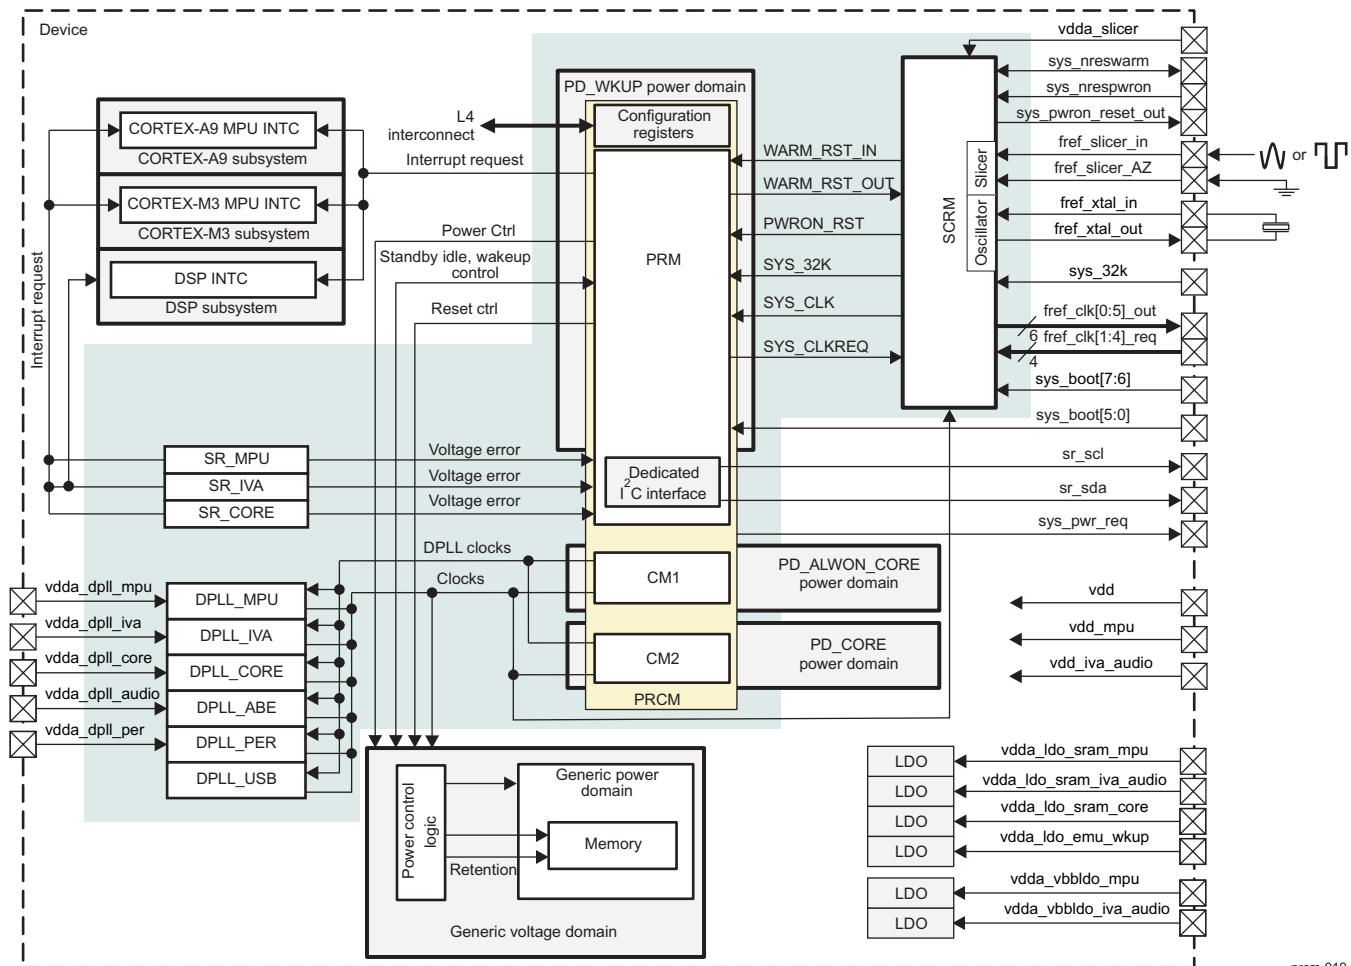 Device
vdda_slicer
sys_nreswarm
sys_nrespwron
sys_pwron_reset_out
fref_slicer_in
or
fref_slicer_AZ
fref_xtal_in
fref_xtal_out
sys_32k
fref_clk[0:5]_out
6
fref_clk[1:4]_req
4
sys_boot[7:6]
sys_boot[5:0]
sr_scl
sr_sda
sys_pwr_req
vdd
vdd_mpu
vdd_iva_audio
PD_WKUP power domain
Configuration
registers
L4
interconnect
Interrupt request
CORTEX-A9 MPU INTC
CORTEX-A9 subsystem
CORTEX-M3 MPU INTC
CORTEX-M3 subsystem
DSP INTC
DSP subsystem
Interrupt request
Power Ctrl
Standby idle, wakeup
control
Reset ctrl
PRM
WARM_RST_IN
WARM_RST_OUT
PWRON_RST
SYS_32K
SYS_CLK
SYS_CLKREQ
SCRM
Slicer
Oscillator
SR_MPU
SR_IVA
SR_CORE
Voltage error
Voltage error
Voltage error
Dedicated
I2C interface
DPLL clocks
Clocks
CM1
PD_ALWON_CORE
power domain
CM2
PD_CORE
power domain
PRCM
vdda_dpll_mpu
vdda_dpll_iva
vdda_dpll_core
vdda_dpll_audio
vdda_dpll_per
DPLL_MPU
DPLL_IVA
DPLL_CORE
DPLL_ABE
DPLL_PER
DPLL_USB
Power control
logic
Generic power
domain
Memory
Retention
Generic voltage domain
LDO
vdda_ldo_sram_mpu
LDO
vdda_ldo_sram_iva_audio
LDO
vdda_ldo_sram_core
LDO
vdda_ldo_emu_wkup
LDO
vdda_vbbldo_mpu
LDO
vdda_vbbldo_iva_audio